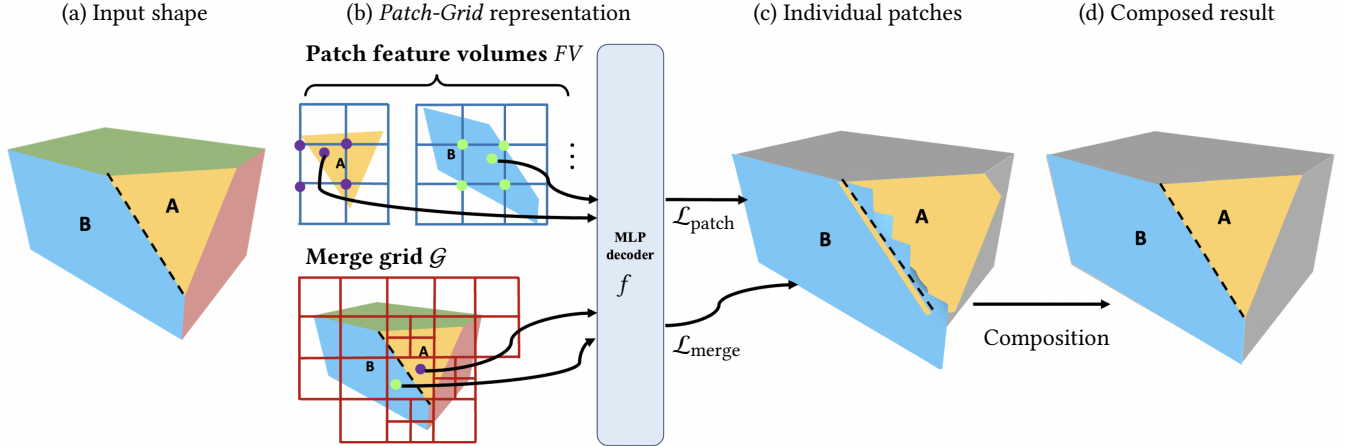 (a) Input shape
(b) Patch-Grid representation
(c) Individual patches
(d) Composed result
Patch feature volumes FV
A
B
⋮
Merge grid 𝒢
A
B
MLP
decoder
f
ℒpatch
ℒmerge
A
B
A
B
Composition
A
B